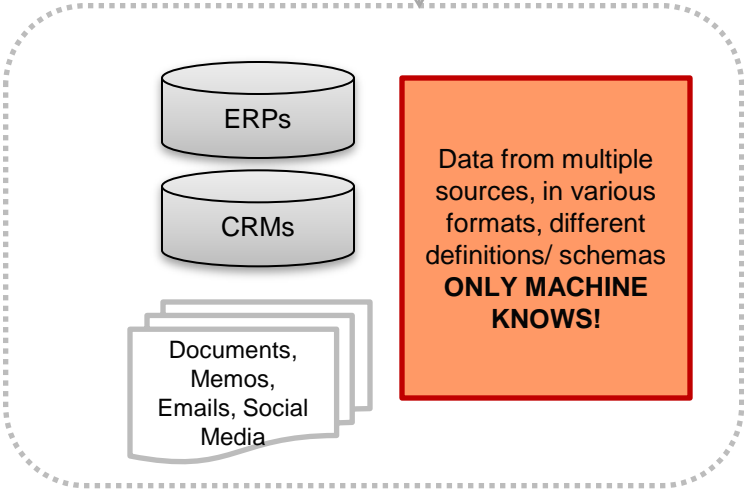 ERPs
CRMs
Documents,
Memos,
Emails, Social
Media
Data from multiple
sources, in various
formats, different
definitions/ schemas
ONLY MACHINE
KNOWS!